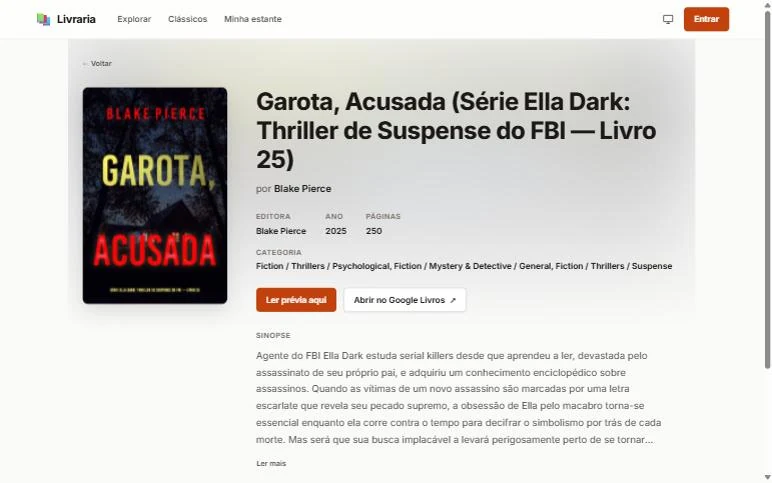 Livraria
Explorar
Clássicos
Minha estante
Entrar
← Voltar
BLAKE PIERCE
GAROTA,
ACUSADA
Garota, Acusada (Série Ella Dark:
Thriller de Suspense do FBI — Livro
25)
por Blake Pierce
EDITORA
ANO
PÁGINAS
Blake Pierce
2025
250
CATEGORIA
Fiction / Thrillers / Psychological, Fiction / Mystery & Detective / General, Fiction / Thrillers / Suspense
Ler prévia aqui
Abrir no Google Livros ↗
SINOPSE
Agente do FBI Ella Dark estuda serial killers desde que aprendeu a ler, devastada pelo
assassinato de seu próprio pai, e adquiriu um conhecimento enciclopédico sobre
assassinos. Quando as vítimas de um novo assassino são marcadas por uma letra
escarlate que revela seu pecado supremo, a obsessão de Ella pelo macabro torna-se
essencial enquanto ela corre contra o tempo para decifrar o simbolismo por trás de cada
morte. Mas será que sua busca implacável a levará perigosamente perto de se tornar...
Ler mais